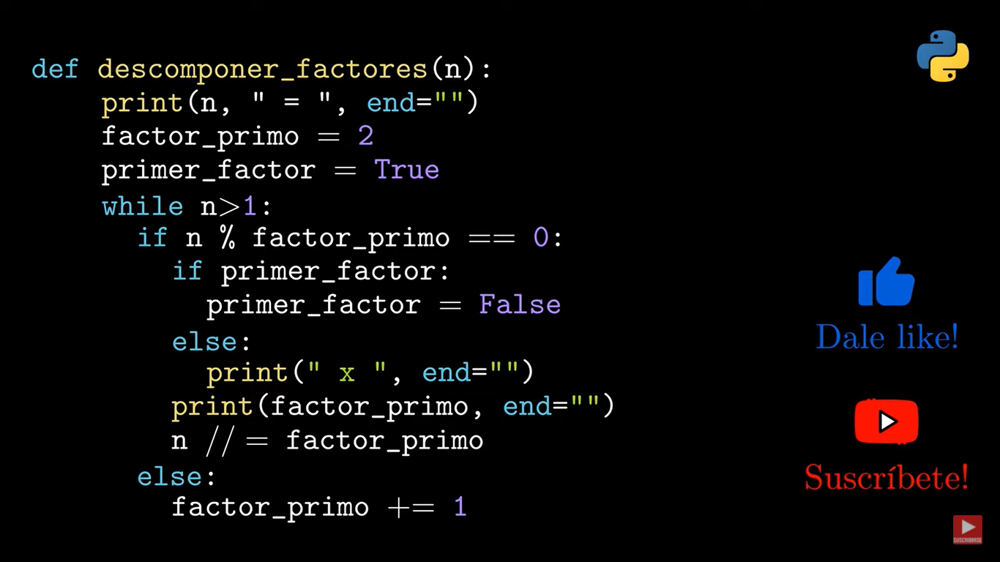 def descomponer_factores(n):
    print(n, " = ", end="")
    factor_primo = 2
    primer_factor = True
    while n>1:
      if n % factor_primo == 0:
        if primer_factor:
          primer_factor = False
        else:
          print(" x ", end="")
        print(factor_primo, end="")
        n //= factor_primo
      else:
        factor_primo += 1
Dale like!
Suscríbete!
SUSCRIBIRSE